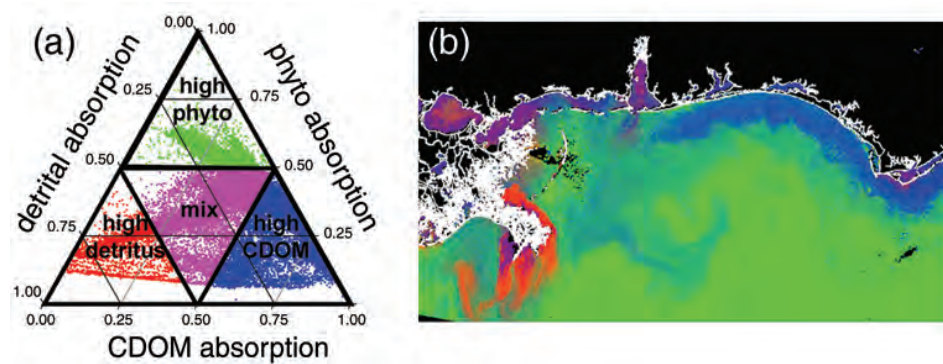 (a)
0.00
1.00
detrital absorption
phyto absorption
0.25
high
phyto
0.75
0.50
0.50
mix
0.75
high
detritus
high
CDOM
0.25
1.00
0.00
0.00
0.25
0.50
0.75
1.00
CDOM absorption
(b)